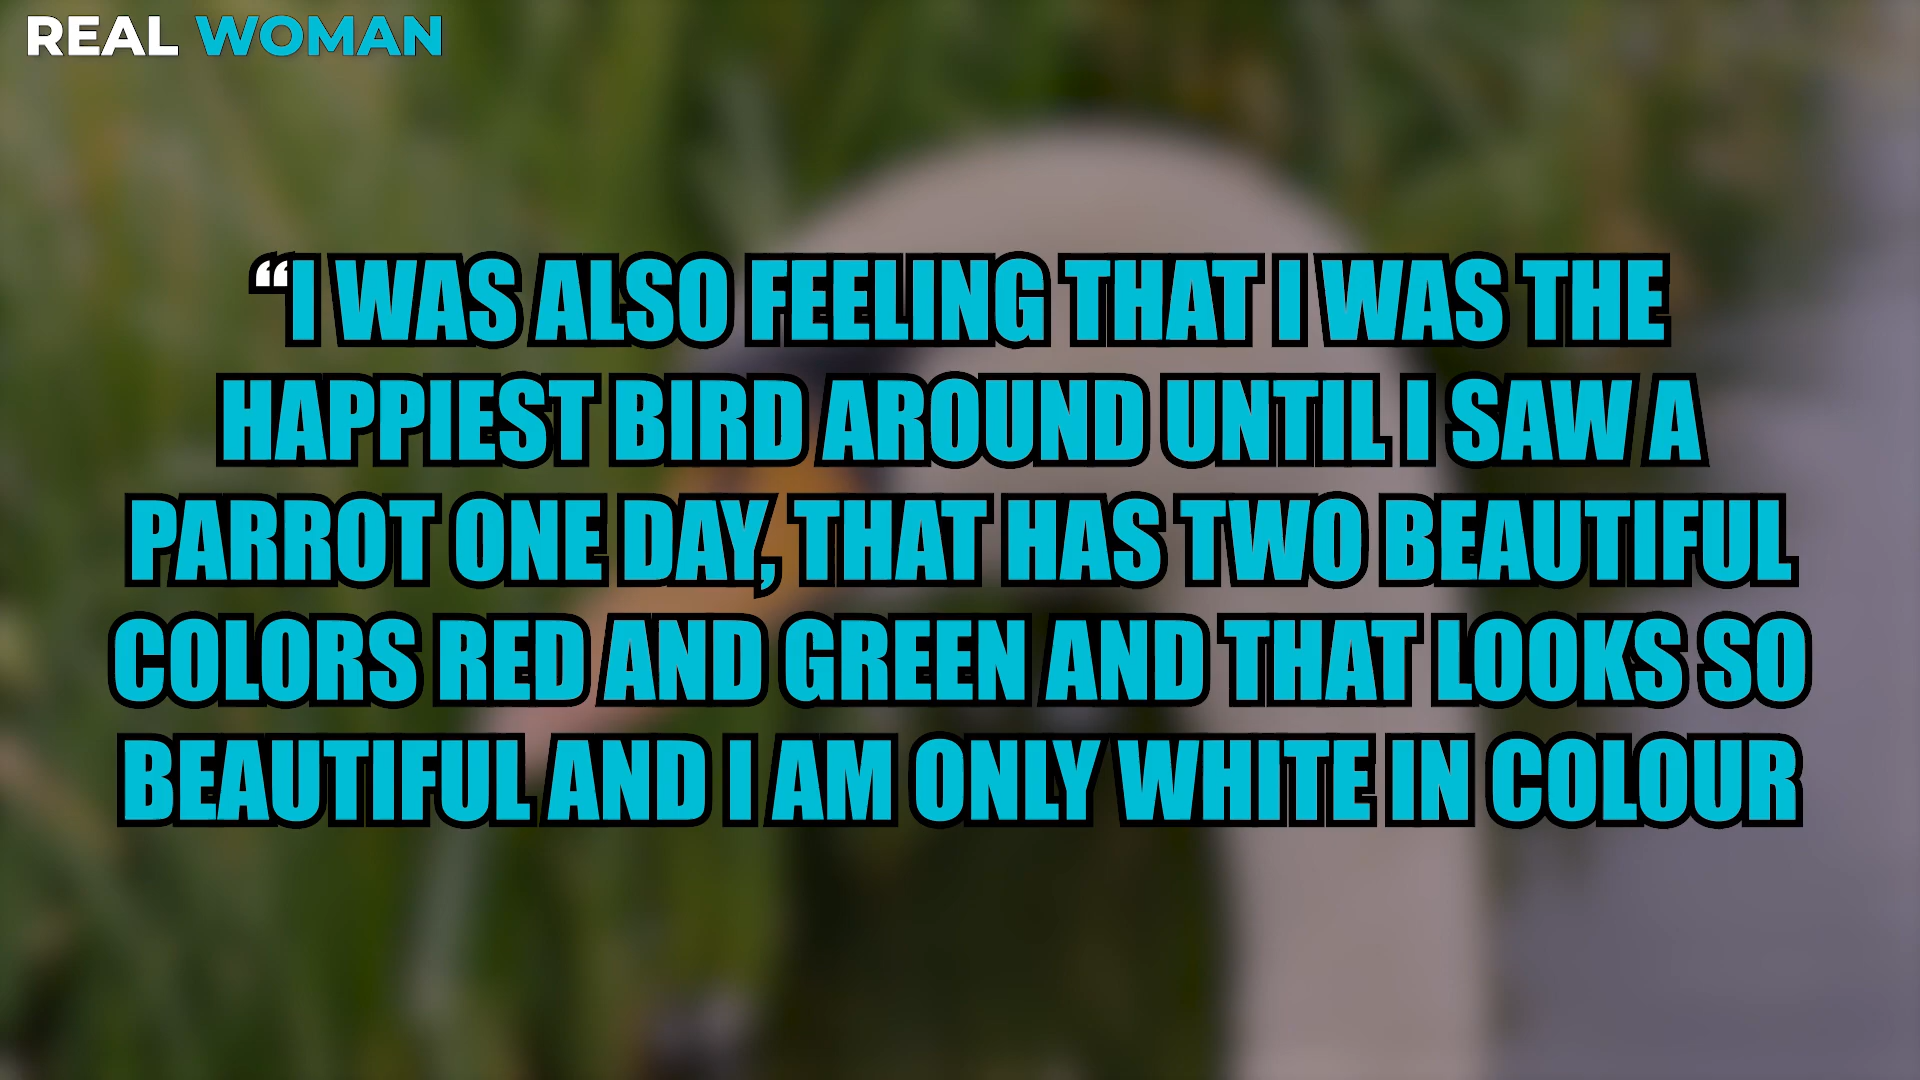 REAL WOMAN
“I WAS ALSO FEELING THAT I WAS THE
HAPPIEST BIRD AROUND UNTIL I SAW A
PARROT ONE DAY, THAT HAS TWO BEAUTIFUL
COLORS RED AND GREEN AND THAT LOOKS SO
BEAUTIFUL AND I AM ONLY WHITE IN COLOUR